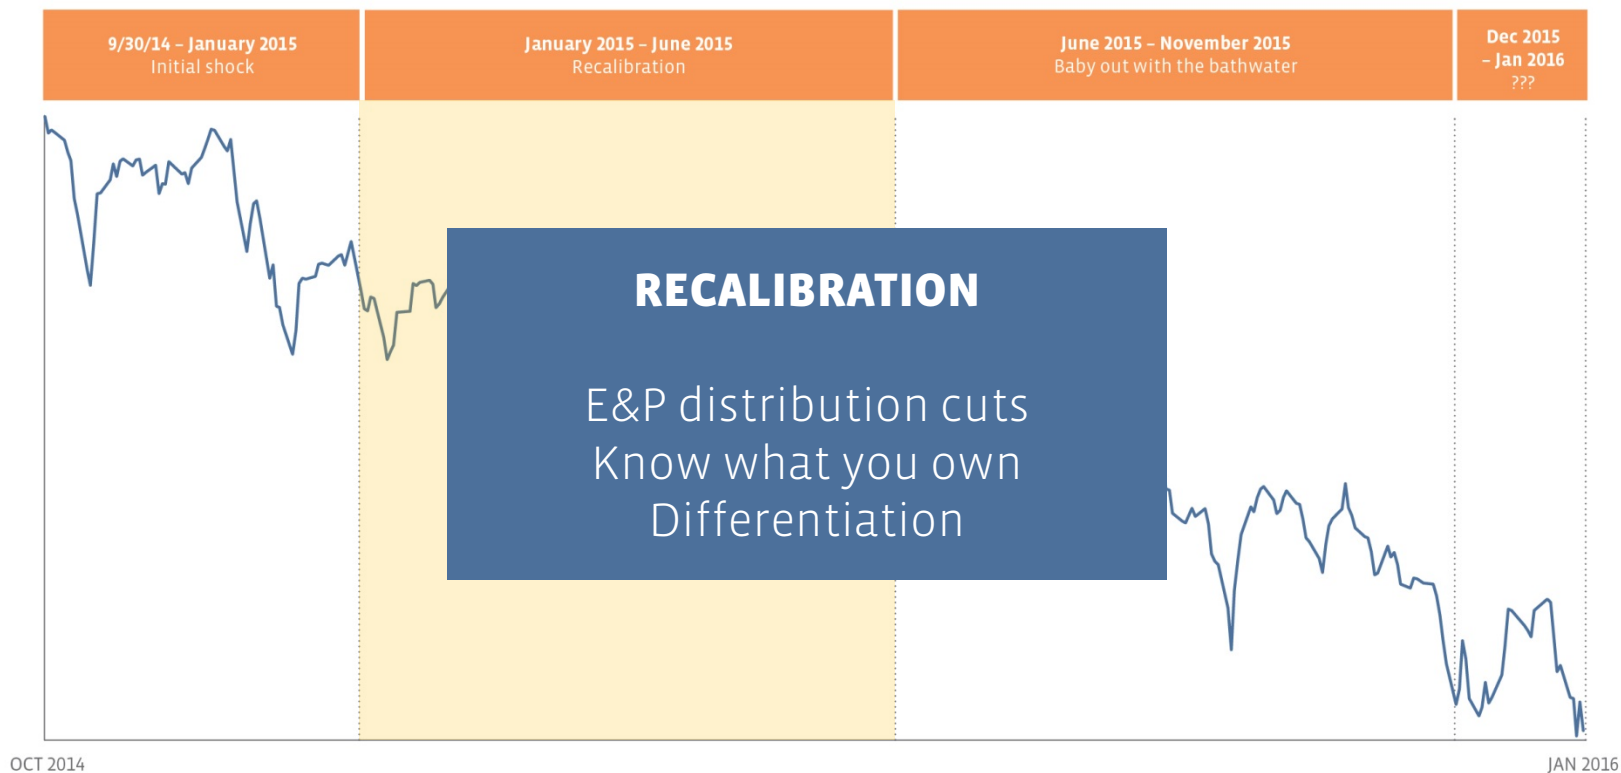 9/30/14 – January 2015
Initial shock
January 2015 – June 2015
Recalibration
June 2015 – November 2015
Baby out with the bathwater
Dec 2015
– Jan 2016
???
RECALIBRATION
E&P distribution cuts
Know what you own
Differentiation
OCT 2014
JAN 2016